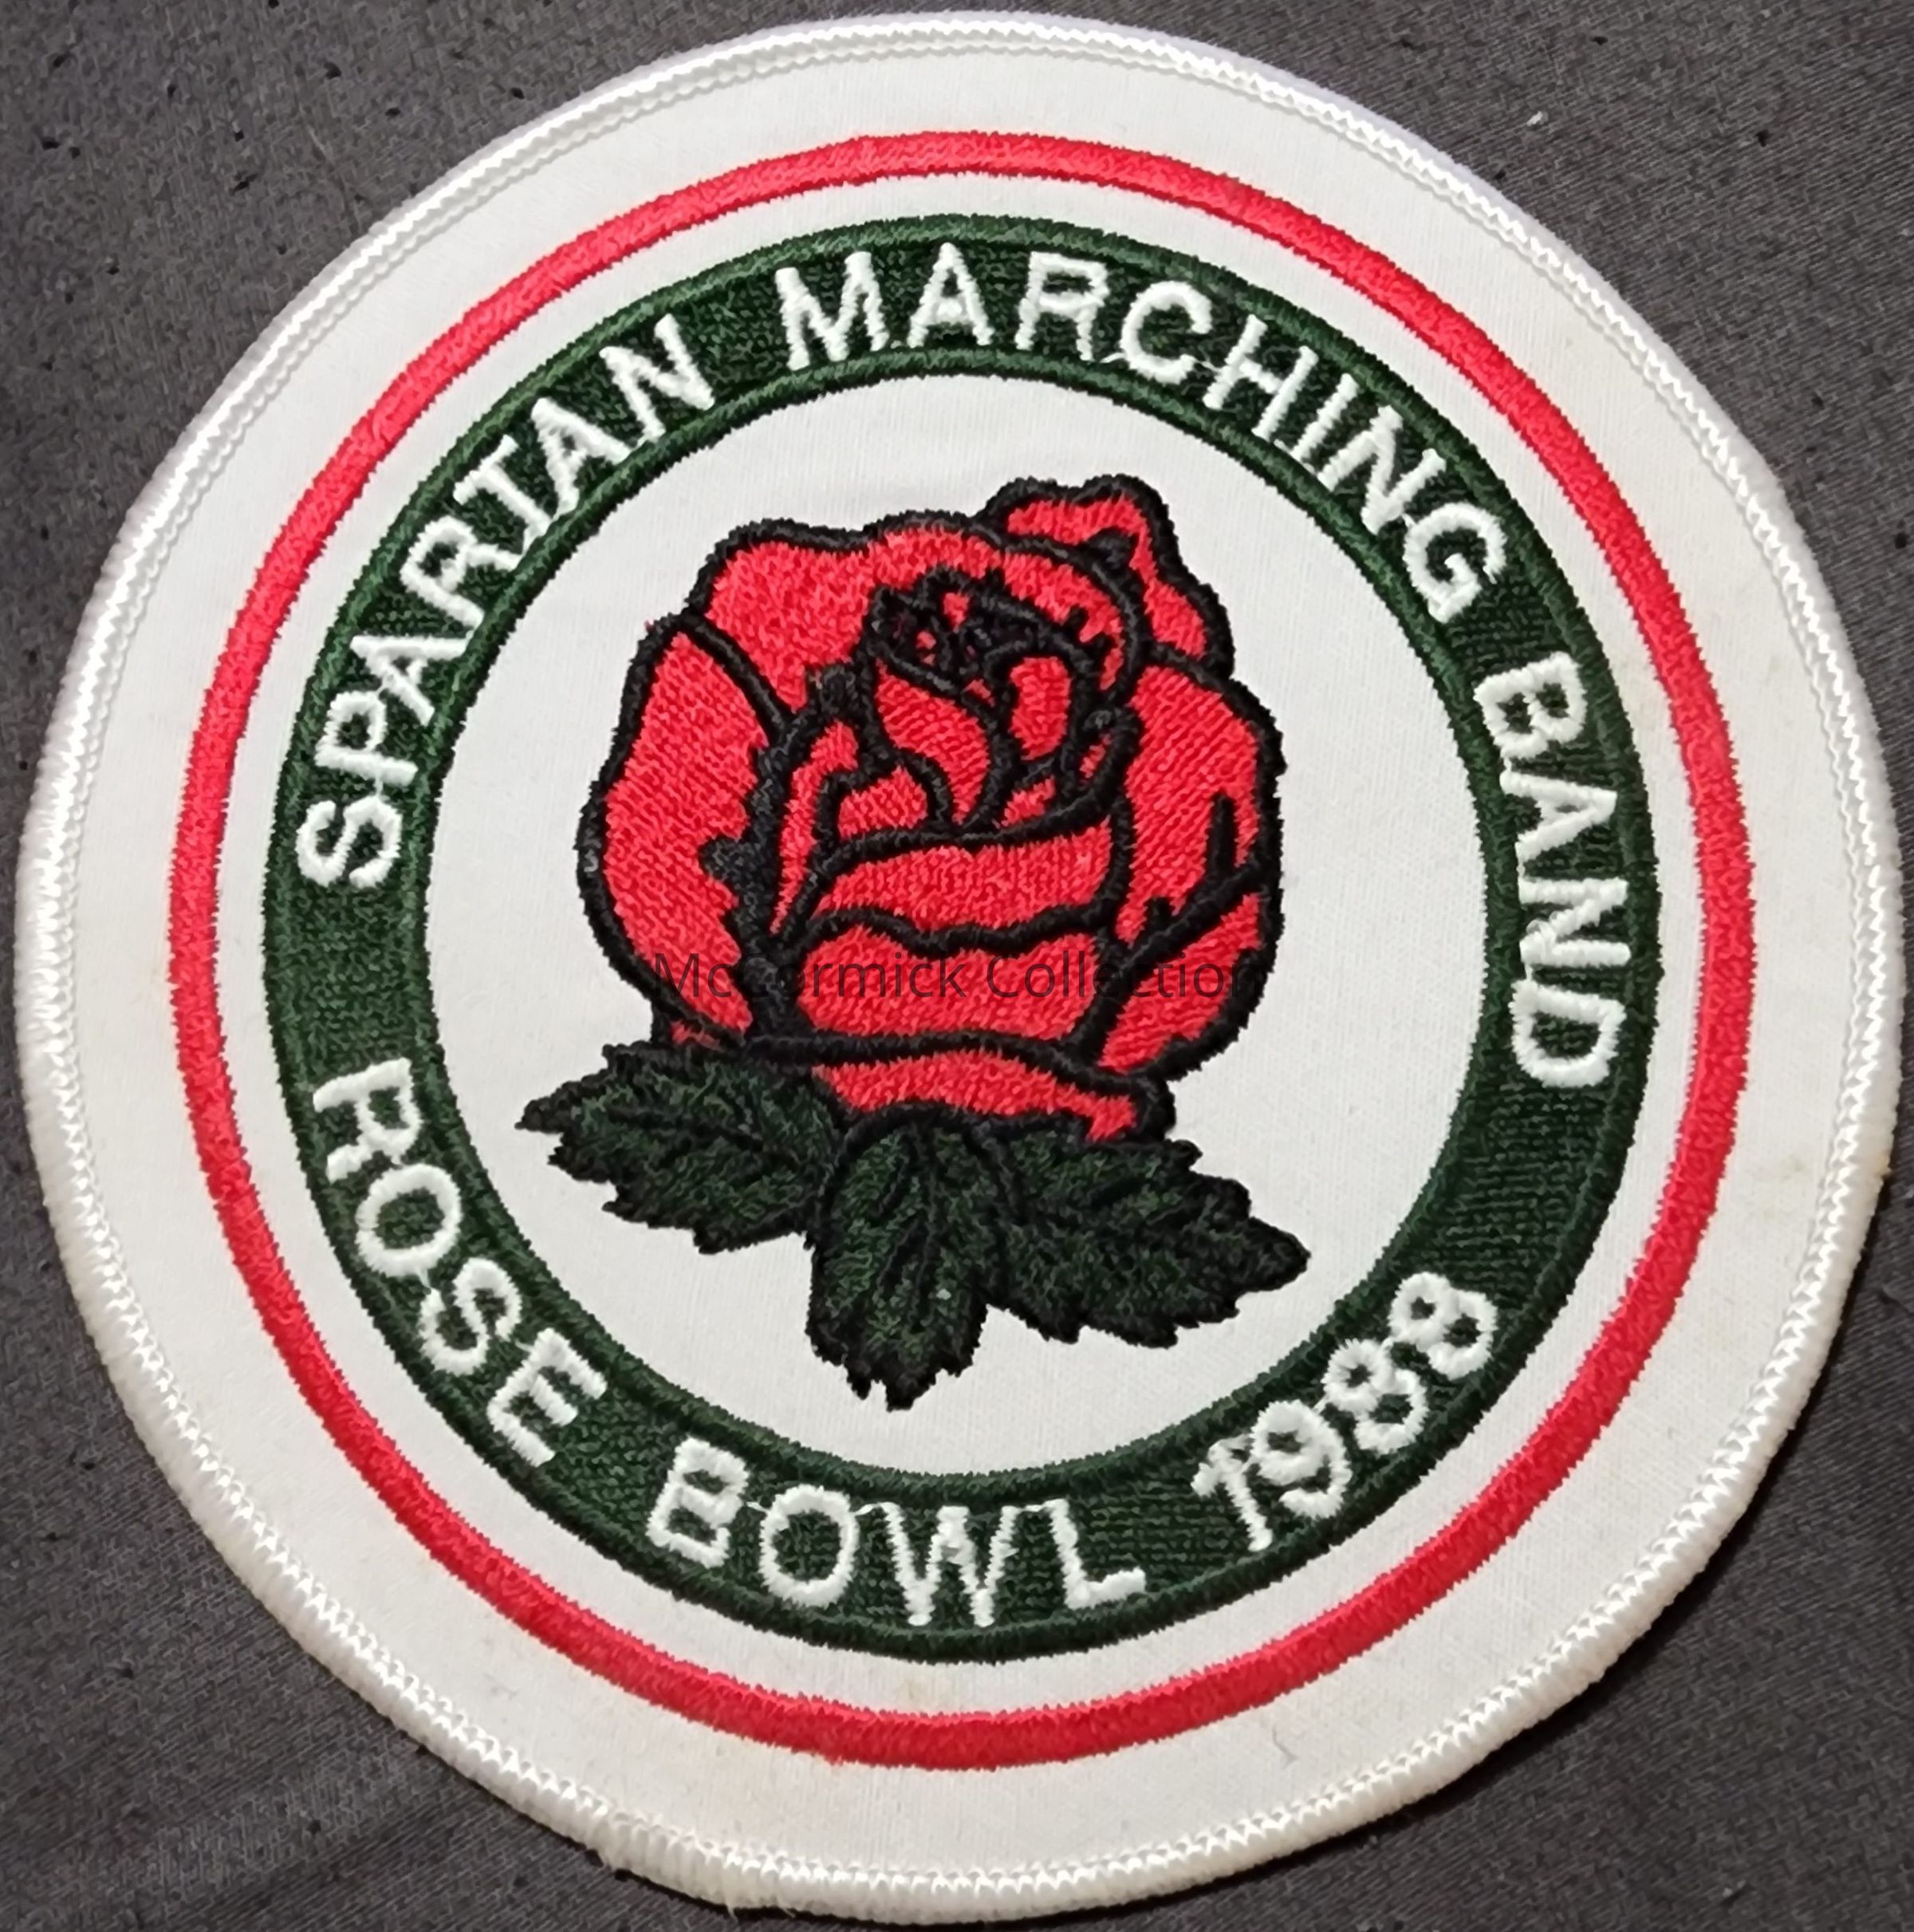 SPARTAN MARCHING BAND
ROSE BOWL 1988
McCormick Collection